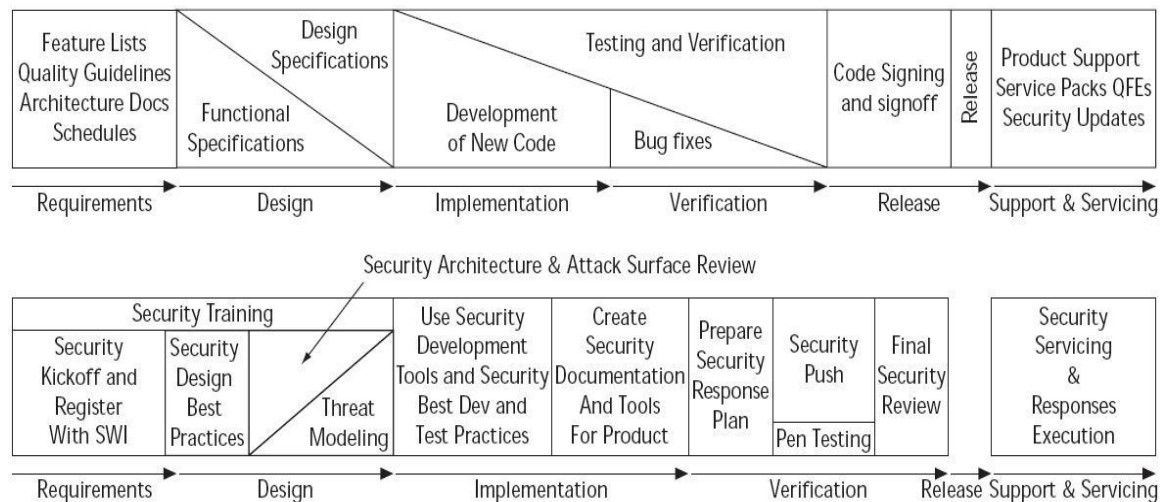 Feature Lists
Quality Guidelines
Architecture Docs
Schedules
Design
Specifications
Functional
Specifications
Testing and Verification
Development
of New Code
Bug fixes
Code Signing
and signoff
Release
Product Support
Service Packs QFEs
Security Updates
Requirements
Design
Implementation
Verification
Release
Support & Servicing
Security Architecture & Attack Surface Review
Security Training
Security
Kickoff and
Register
With SWI
Security
Design
Best
Practices
Threat
Modeling
Use Security
Development
Tools and Security
Best Dev and
Test Practices
Create
Security
Documentation
And Tools
For Product
Prepare
Security
Response
Plan
Security
Push
Pen Testing
Final
Security
Review
Security
Servicing
&
Responses
Execution
Requirements
Design
Implementation
Verification
Release
Support & Servicing